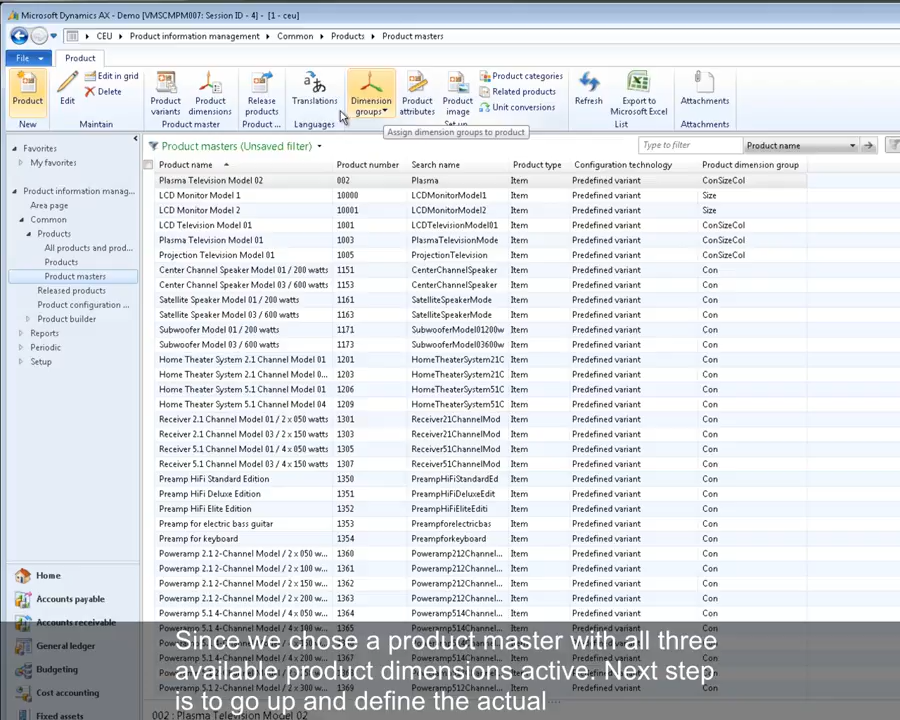 Microsoft Dynamics AX - Demo [VMSCMPM007: Session ID - 4] - [1 - ceu]
CEU Product information management Common Products Product masters
File Product
Product Edit Edit in grid Delete Product variants Product dimensions Release products Translations Dimension groups Product attributes Product image Product categories Related products Unit conversions Refresh Export to Microsoft Excel Attachments
New Maintain Product master Product ... Languages Set up List Attachments
Assign dimension groups to product
Favorites
My favorites
Product information manag...
Area page
Common
Products
All products and prod...
Products
Product masters
Released products
Product configuration ...
Product builder
Reports
Periodic
Setup
Home
Accounts payable
Accounts receivable
General ledger
Budgeting
Cost accounting
Fixed assets
Product masters (Unsaved filter) Type to filter Product name
Product name Product number Search name Product type Configuration technology Product dimension group
Plasma Television Model 02 002 Plasma Item Predefined variant ConSizeCol
LCD Monitor Model 1 10000 LCDMonitorModel1 Item Predefined variant Size
LCD Monitor Model 2 10001 LCDMonitorModel2 Item Predefined variant Size
LCD Television Model 01 1001 LCDTelevisionModel01 Item Predefined variant ConSizeCol
Plasma Television Model 01 1003 PlasmaTelevisionMode Item Predefined variant ConSizeCol
Projection Television Model 01 1005 ProjectionTelevision Item Predefined variant ConSizeCol
Center Channel Speaker Model 01 / 200 watts 1151 CenterChannelSpeaker Item Predefined variant Con
Center Channel Speaker Model 03 / 600 watts 1153 CenterChannelSpeaker Item Predefined variant Con
Satellite Speaker Model 01 / 200 watts 1161 SatelliteSpeakerMode Item Predefined variant Con
Satellite Speaker Model 03 / 600 watts 1163 SatelliteSpeakerMode Item Predefined variant Con
Subwoofer Model 01 / 200 watts 1171 SubwooferModel01200w Item Predefined variant Con
Subwoofer Model 03 / 600 watts 1173 SubwooferModel03600w Item Predefined variant Con
Home Theater System 2.1 Channel Model 01 1201 HomeTheaterSystem21C Item Predefined variant Con
Home Theater System 2.1 Channel Model 0... 1203 HomeTheaterSystem21C Item Predefined variant Con
Home Theater System 5.1 Channel Model 01 1206 HomeTheaterSystem51C Item Predefined variant Con
Home Theater System 5.1 Channel Model 04 1209 HomeTheaterSystem51C Item Predefined variant Con
Receiver 2.1 Channel Model 01 / 2 x 050 watts 1301 Receiver21ChannelMod Item Predefined variant Con
Receiver 2.1 Channel Model 03 / 2 x 150 watts 1303 Receiver21ChannelMod Item Predefined variant Con
Receiver 5.1 Channel Model 01 / 4 x 050 watts 1305 Receiver51ChannelMod Item Predefined variant Con
Receiver 5.1 Channel Model 03 / 4 x 150 watts 1307 Receiver51ChannelMod Item Predefined variant Con
Preamp HiFi Standard Edition 1350 PreampHiFiStandardEd Item Predefined variant Con
Preamp HiFi Deluxe Edition 1351 PreampHiFiDeluxeEdit Item Predefined variant Con
Preamp HiFi Elite Edition 1352 PreampHiFiEliteEditi Item Predefined variant Con
Preamp for electric bass guitar 1353 Preampforelectricbas Item Predefined variant Con
Preamp for keyboard 1354 Preampforkeyboard Item Predefined variant Con
Poweramp 2.1 2-Channel Model / 2 x 050 w... 1360 Poweramp212Channel... Item Predefined variant Con
Poweramp 2.1 2-Channel Model / 2 x 100 w... 1361 Poweramp212Channel... Item Predefined variant Con
Poweramp 2.1 2-Channel Model / 2 x 150 w... 1362 Poweramp212Channel... Item Predefined variant Con
Poweramp 2.1 2-Channel Model / 2 x 200 w... 1363 Poweramp212Channel... Item Predefined variant Con
Poweramp 5.1 4-Channel Model / 4 x 050 w... 1364 Poweramp514Channel... Item Predefined variant Con
Since we chose a product master with all three
available product dimensions active. Next step
is to go up and define the actual
002 : Plasma Television Model 02